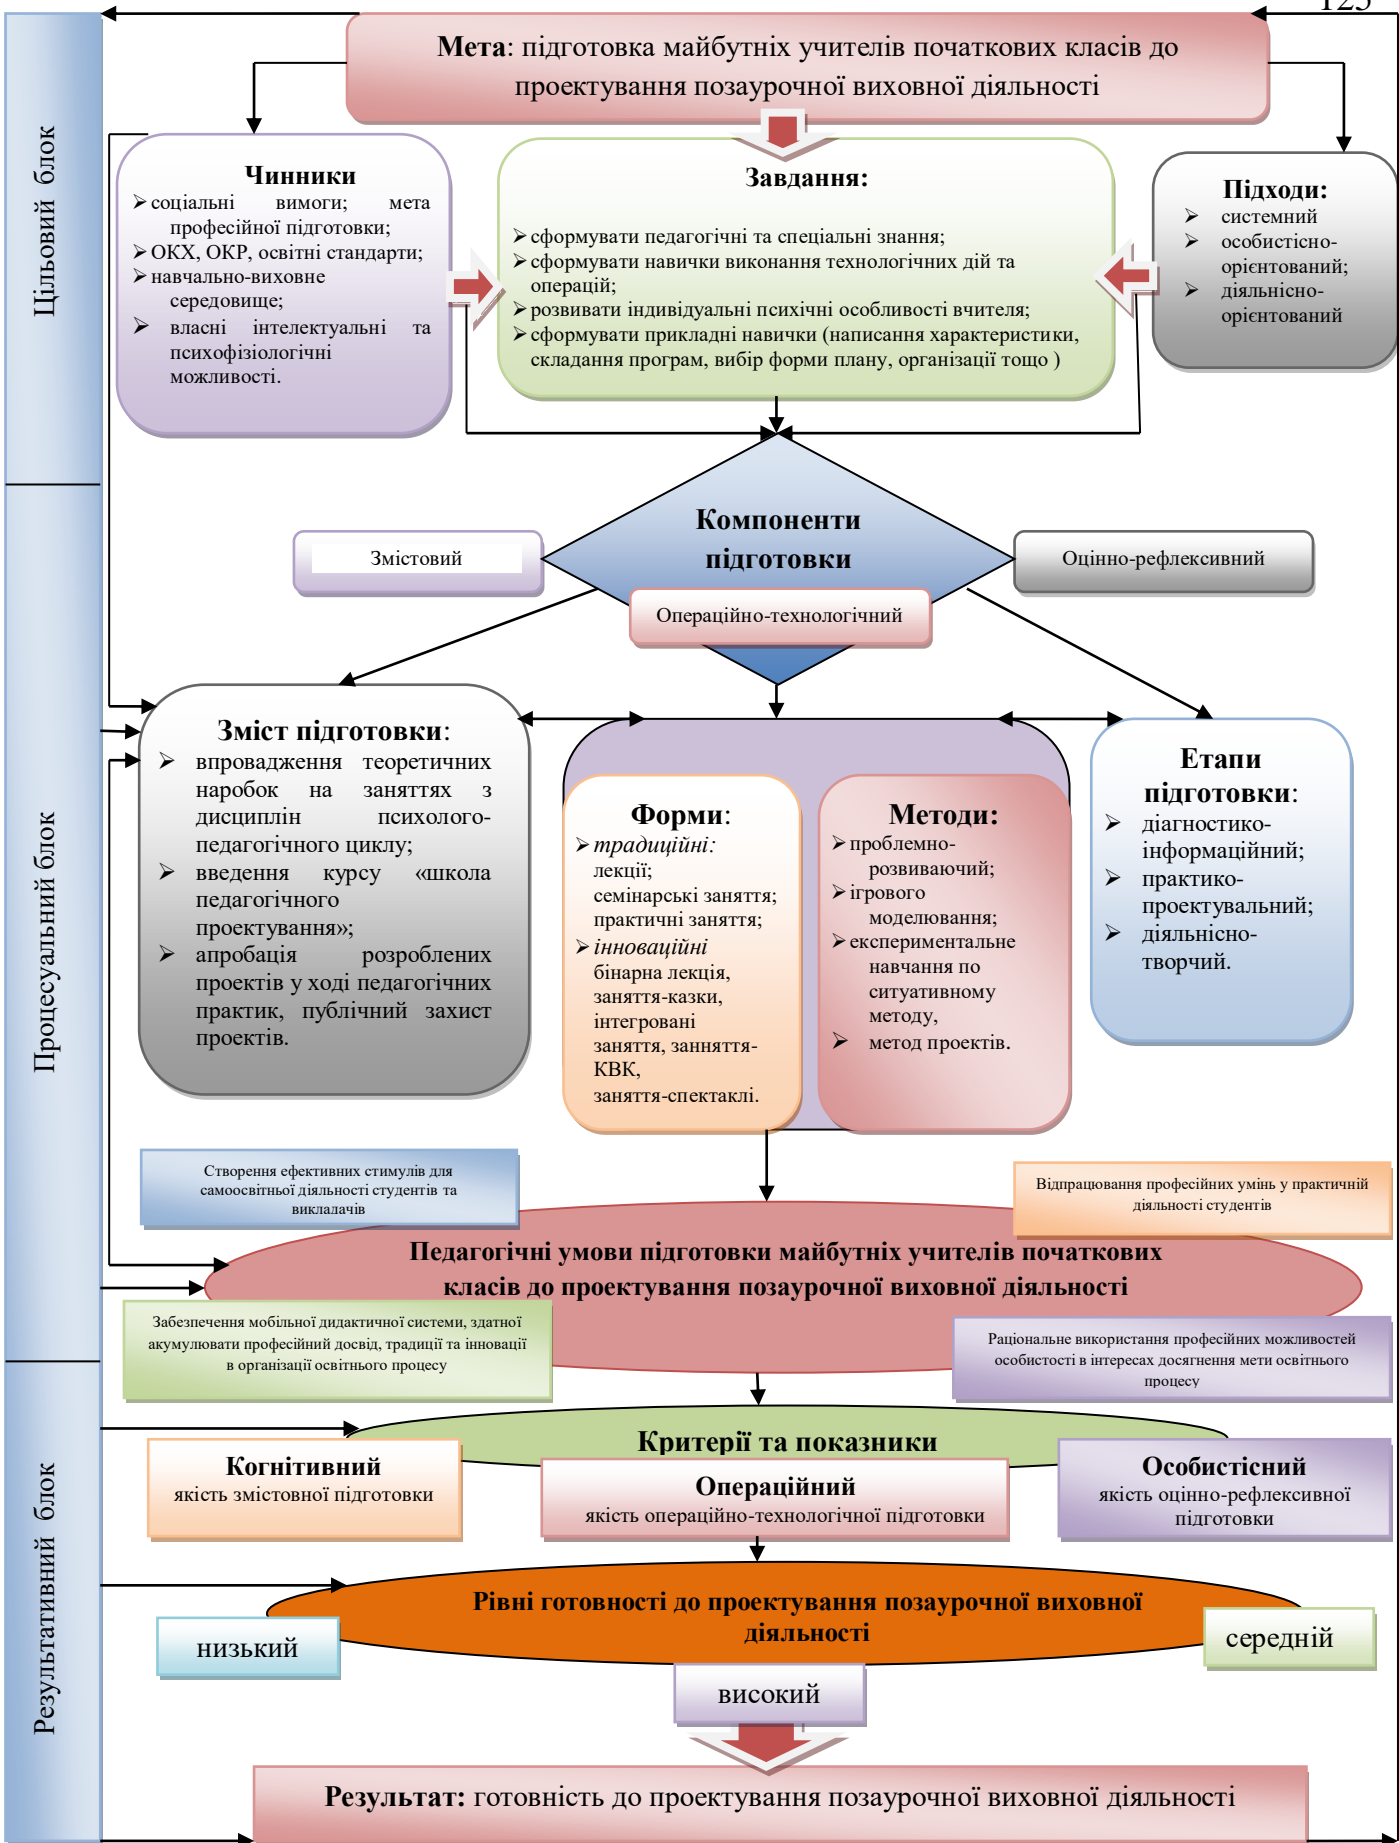 125
Мета: підготовка майбутніх учителів початкових класів до
проектування позаурочної виховної діяльності
Цільовий блок
Чинники
соціальні вимоги; мета
професійної підготовки;
ОКХ, ОКР, освітні стандарти;
навчально-виховне
середовище;
власні інтелектуальні та
психофізіологічні
можливості.
Завдання:
сформувати педагогічні та спеціальні знання;
сформувати навички виконання технологічних дій та
операцій;
розвивати індивідуальні психічні особливості вчителя;
сформувати прикладні навички (написання характеристики,
складання програм, вибір форми плану, організації тощо )
Підходи:
системний
особистісно-
орієнтований;
діяльнісно-
орієнтований
Процесуальний блок
Компоненти
підготовки
Змістовий
Операційно-технологічний
Оцінно-рефлексивний
Зміст підготовки:
впровадження теоретичних
наробок на заняттях з
дисциплін психолого-
педагогічного циклу;
введення курсу «школа
педагогічного
проектування»;
апробація розроблених
проектів у ході педагогічних
практик, публічний захист
проектів.
Форми:
традиційні:
лекції;
семінарські заняття;
практичні заняття;
інноваційні
бінарна лекція,
заняття-казки,
інтегровані
заняття, занняття-
КВК,
заняття-спектаклі.
Методи:
проблемно-
розвиваючий;
ігрового
моделювання;
експериментальне
навчання по
ситуативному
методу,
метод проектів.
Етапи
підготовки:
діагностико-
інформаційний;
практико-
проектувальний;
діяльнісно-
творчий.
Створення ефективних стимулів для
самоосвітньої діяльності студентів та
викладачів
Відпрацювання професійних умінь у практичній
діяльності студентів
Педагогічні умови підготовки майбутніх учителів початкових
класів до проектування позаурочної виховної діяльності
Забезпечення мобільної дидактичної системи, здатної
акумулювати професійний досвід, традиції та інновації
в організації освітнього процесу
Раціональне використання професійних можливостей
особистості в інтересах досягнення мети освітнього
процесу
Результативний блок
Критерії та показники
Когнітивний
якість змістовної підготовки
Операційний
якість операційно-технологічної підготовки
Особистісний
якість оцінно-рефлексивної
підготовки
Рівні готовності до проектування позаурочної виховної
діяльності
низький
середній
високий
Результат: готовність до проектування позаурочної виховної діяльності